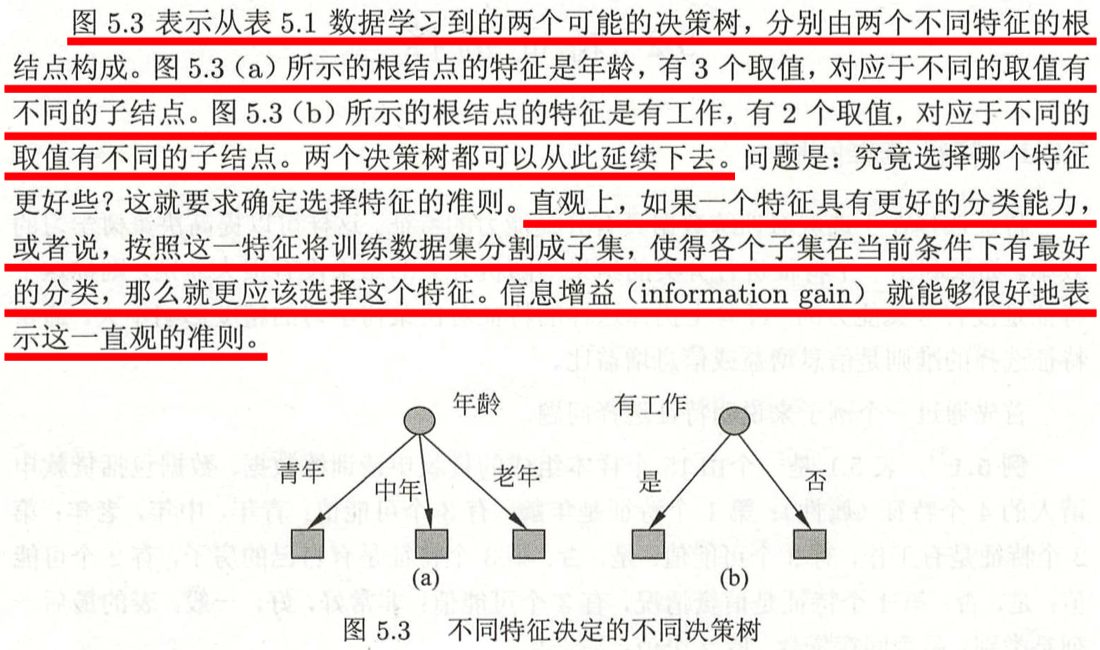 图 5.3 表示从表 5.1 数据学习到的两个可能的决策树，分别由两个不同特征的根
结点构成。图 5.3（a）所示的根结点的特征是年龄，有 3 个取值，对应于不同的取值有
不同的子结点。图 5.3（b）所示的根结点的特征是有工作，有 2 个取值，对应于不同的
取值有不同的子结点。两个决策树都可以从此延续下去。问题是：究竟选择哪个特征
更好些？这就要求确定选择特征的准则。直观上，如果一个特征具有更好的分类能力，
或者说，按照这一特征将训练数据集分割成子集，使得各个子集在当前条件下有最好
的分类，那么就更应该选择这个特征。信息增益（information gain）就能够很好地表
示这一直观的准则。
年龄
青年
中年
老年
(a)
有工作
是
否
(b)
图 5.3 不同特征决定的不同决策树